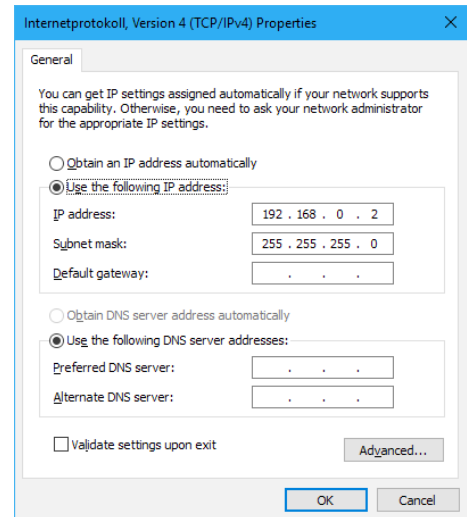 Internetprotokoll, Version 4 (TCP/IPv4) Properties
General
You can get IP settings assigned automatically if your network supports
this capability. Otherwise, you need to ask your network administrator
for the appropriate IP settings.
Obtain an IP address automatically
Use the following IP address:
IP address: 192 . 168 . 0 . 2
Subnet mask: 255 . 255 . 255 . 0
Default gateway: . . .
Obtain DNS server address automatically
Use the following DNS server addresses:
Preferred DNS server: . . .
Alternate DNS server: . . .
Validate settings upon exit
Advanced...
OK Cancel